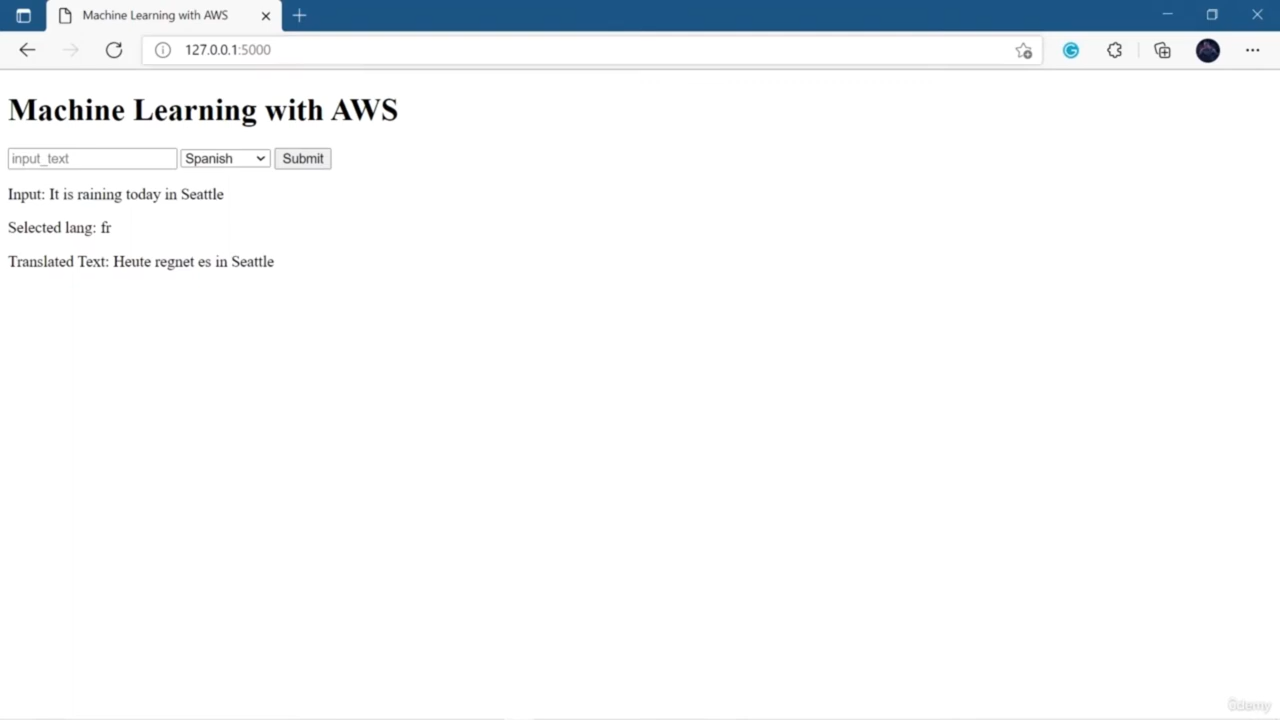 Machine Learning with AWS
127.0.0.1:5000
Machine Learning with AWS
input_text Spanish Submit
Input: It is raining today in Seattle
Selected lang: fr
Translated Text: Heute regnet es in Seattle
ûdemy